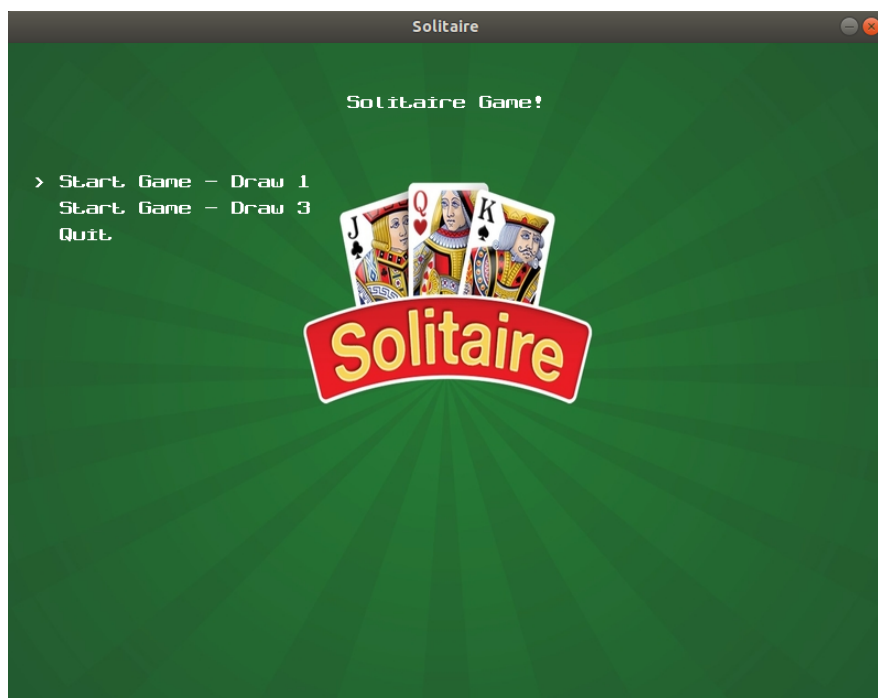 Solitaire
Solitaire Game!
> Start Game - Draw 1
Start Game - Draw 3
Quit
J
Q
K
Solitaire